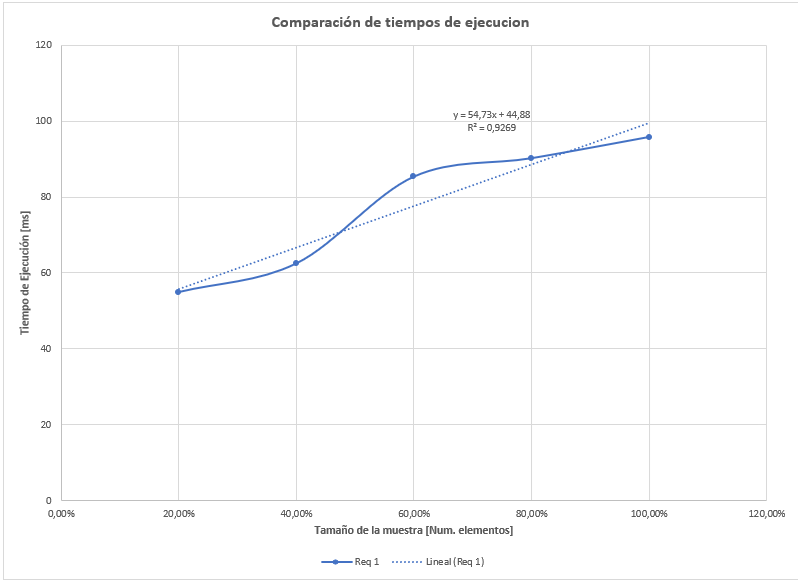 Comparación de tiempos de ejecucion
120
100
80
60
40
20
0
y = 54,73x + 44,88
R² = 0,9269
Tiempo de Ejecución [ms]
0,00% 20,00% 40,00% 60,00% 80,00% 100,00% 120,00%
Tamaño de la muestra [Num. elementos]
Req 1 Lineal (Req 1)